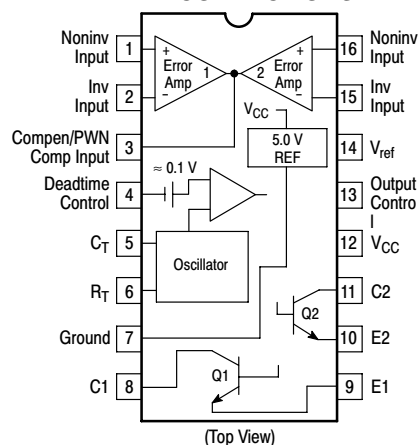 Noninv
Input
1
+
Error
Amp
1
−
Inv
Input
2
Compen/PWN
Comp Input
3
≈ 0.1 V
Deadtime
Control
4
CT
5
Oscillator
RT
6
Ground
7
C1
8
Q1
2
+
Error
Amp
−
16
Noninv
Input
15
Inv
Input
VCC
5.0 V
REF
14
Vref
13
Output
Contro
l
12
VCC
11
C2
Q2
10
E2
9
E1
(Top View)